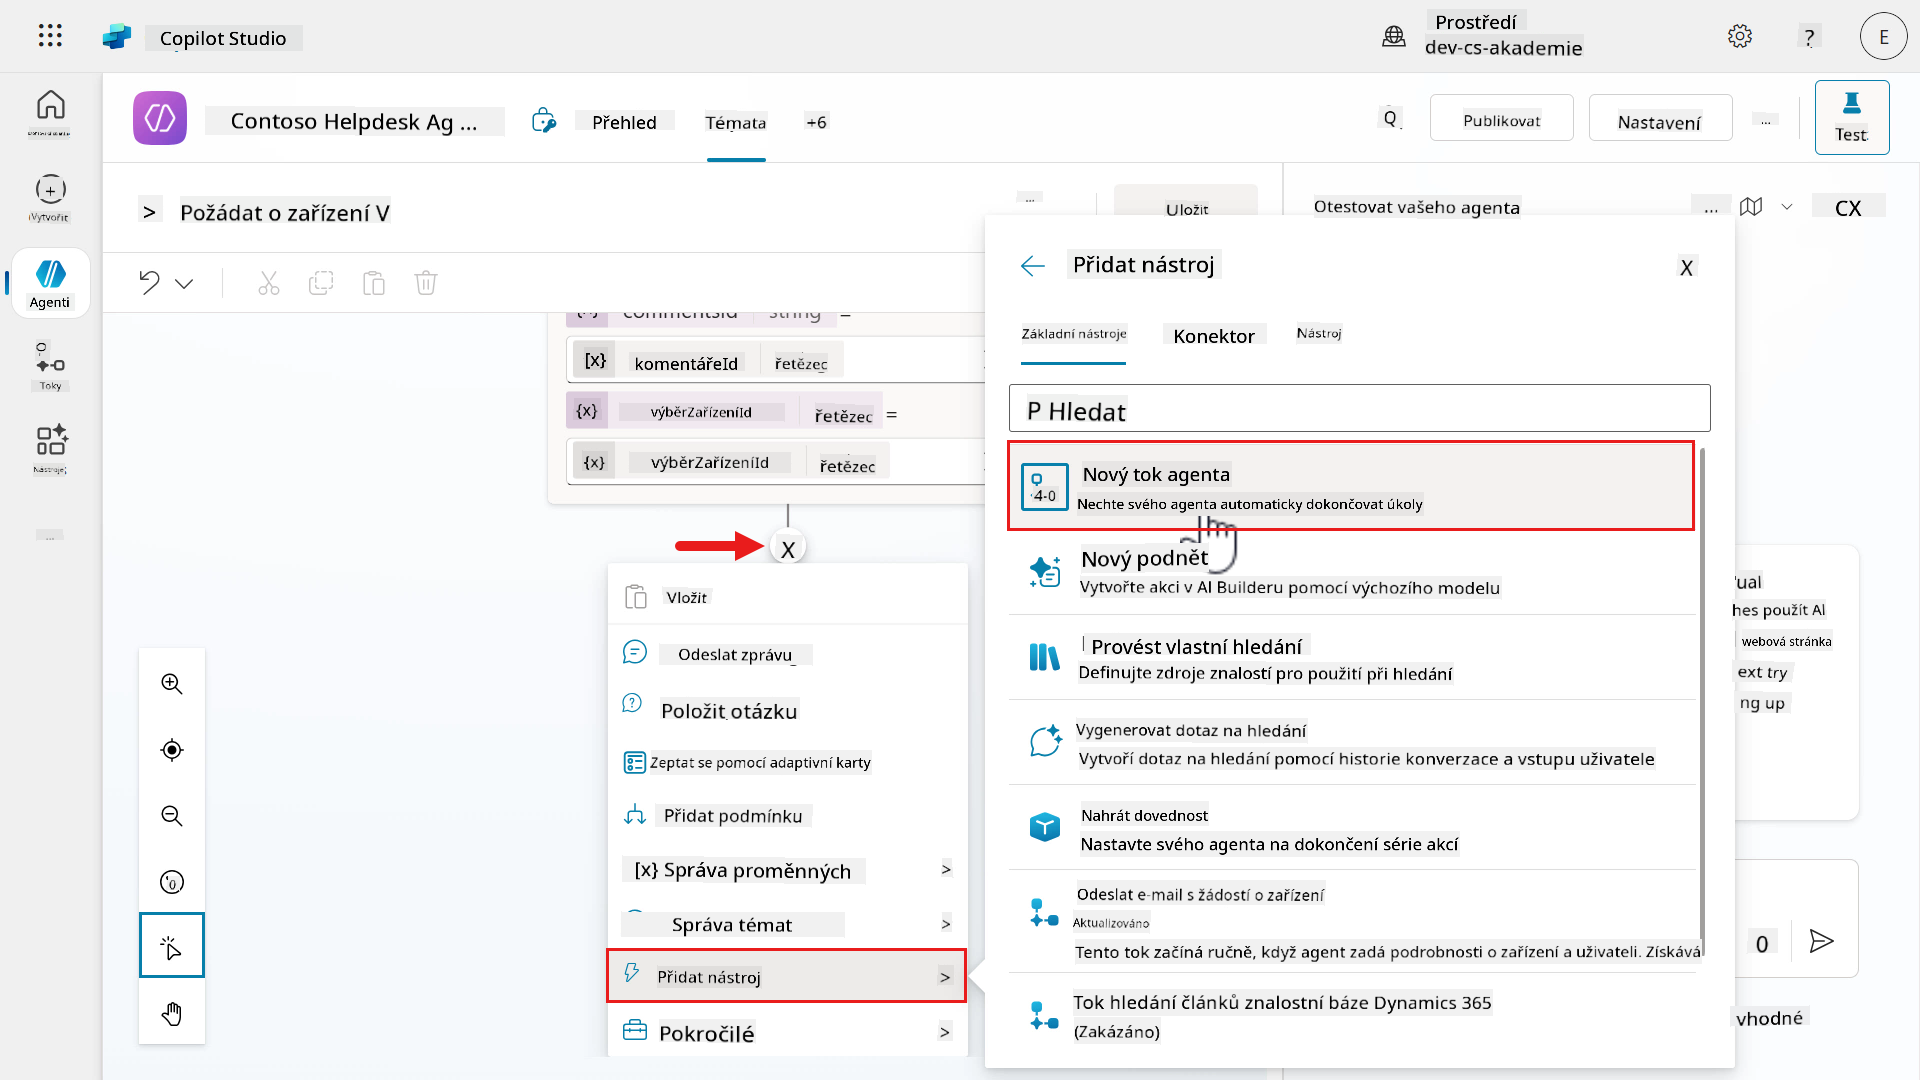 Copilot Studio
Prostředí
dev-cs-akademie
?
E
Contoso Helpdesk Ag ...
Přehled
Témata
+6
Q
Publikovat
Nastavení
...
Test
Vytvořit
Agenti
Toky
Nástroje
...
> Požádat o zařízení V
...
Uložit
Otestovat vašeho agenta
...
CX
commentsId string =
[x] komentářeId řetězec
{x} výběrZařízeníId řetězec =
{x} výběrZařízeníId řetězec
X
Vložit
Odeslat zprávu
Položit otázku
Zeptat se pomocí adaptivní karty
Přidat podmínku
[x] Správa proměnných >
Správa témat >
Přidat nástroj >
Pokročilé >
Přidat nástroj
X
Základní nástroje
Konektor
Nástroj
P Hledat
4-0
Nový tok agenta
Nechte svého agenta automaticky dokončovat úkoly
Nový podnět
Vytvořte akci v AI Builderu pomocí výchozího modelu
Provést vlastní hledání
Definujte zdroje znalostí pro použití při hledání
Vygenerovat dotaz na hledání
Vytvoří dotaz na hledání pomocí historie konverzace a vstupu uživatele
Nahrát dovednost
Nastavte svého agenta na dokončení série akcí
Odeslat e-mail s žádostí o zařízení
Aktualizováno
Tento tok začíná ručně, když agent zadá podrobnosti o zařízení a uživateli. Získává
Tok hledání článků znalostní báze Dynamics 365
(Zakázáno)
ual
hes použít AI
webová stránka
ext try
ng up
0
vhodné